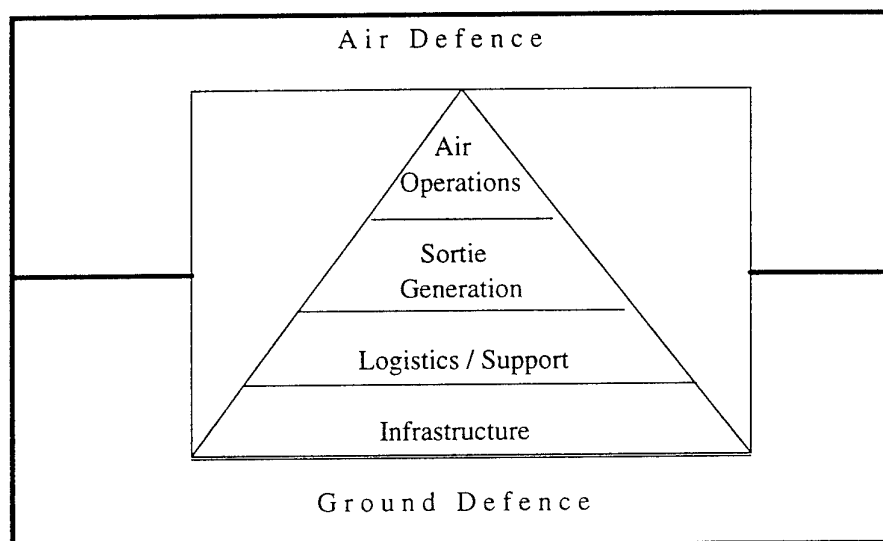 Air Defence
Air
Operations
Sortie
Generation
Logistics / Support
Infrastructure
Ground Defence